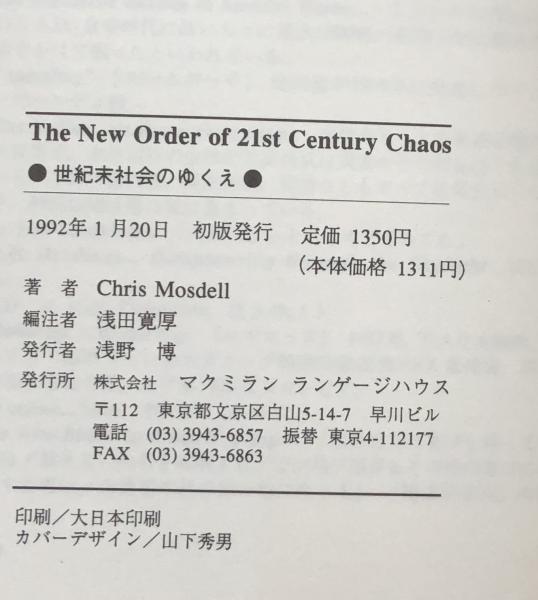 The New Order of 21st Century Chaos
●世紀末社会のゆくえ●
1992年1月20日 初版発行 定価 1350円
(本体価格 1311円)
著 者 Chris Mosdell
編注者 浅田寛厚
発行者 浅野 博
発行所 株式会社 マクミラン ランゲージハウス
〒112 東京都文京区白山5-14-7 早川ビル
電話 (03) 3943-6857 振替 東京4-112177
FAX (03) 3943-6863
印刷/大日本印刷
カバーデザイン/山下秀男